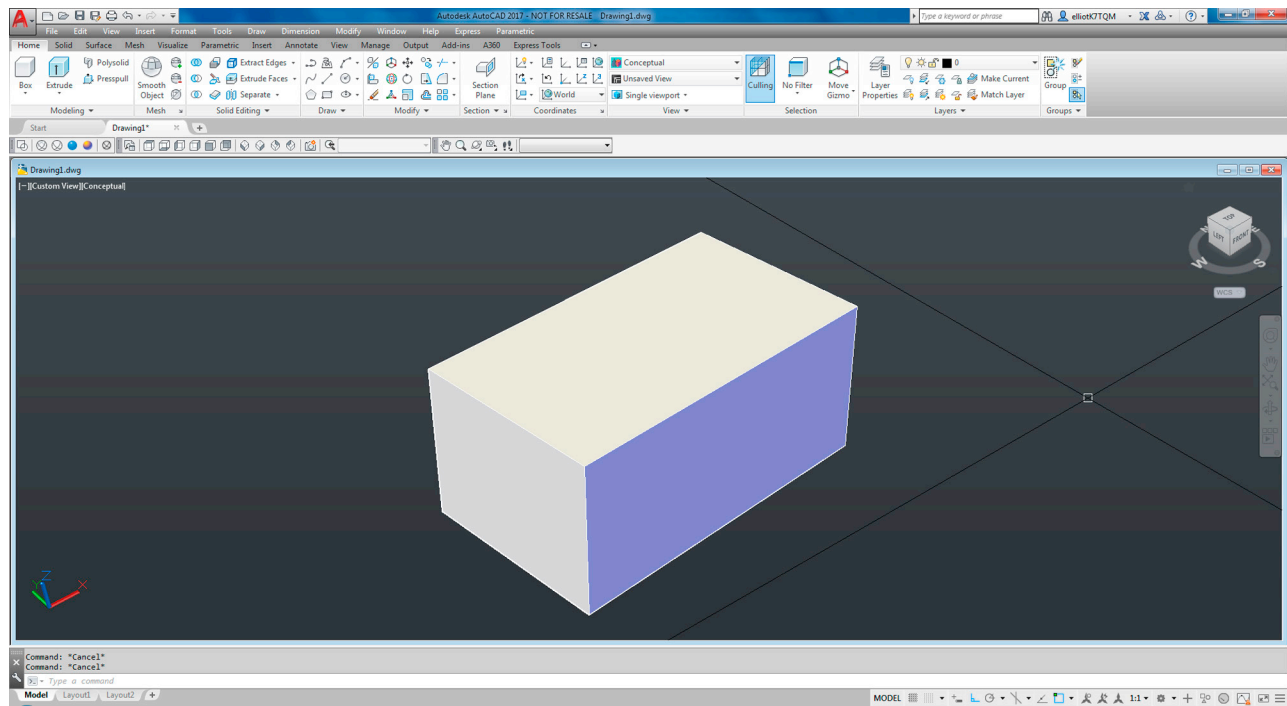 Autodesk AutoCAD 2017 - NOT FOR RESALE Drawing1.dwg
Type a keyword or phrase
elliotK7TQM
File Edit View Insert Format Tools Draw Dimension Modify Window Help Express Parametric
Home Solid Surface Mesh Visualize Parametric Insert Annotate View Manage Output Add-ins A360 Express Tools
Box
Extrude
Polysolid
Presspull
Smooth Object
Extract Edges
Extrude Faces
Separate
Section Plane
World
Conceptual
Unsaved View
Single viewport
Culling
No Filter
Move Gizmo
Layer Properties
0
Make Current
Match Layer
Group
Modeling
Mesh
Solid Editing
Draw
Modify
Section
Coordinates
View
Selection
Layers
Groups
Start
Drawing1*
Drawing1.dwg
[-][Custom View][Conceptual]
TOP
LEFT
FRONT
W
S
WCS
Z
Y
X
Command: *Cancel*
Command: *Cancel*
Type a command
Model Layout1 Layout2
MODEL
1:1